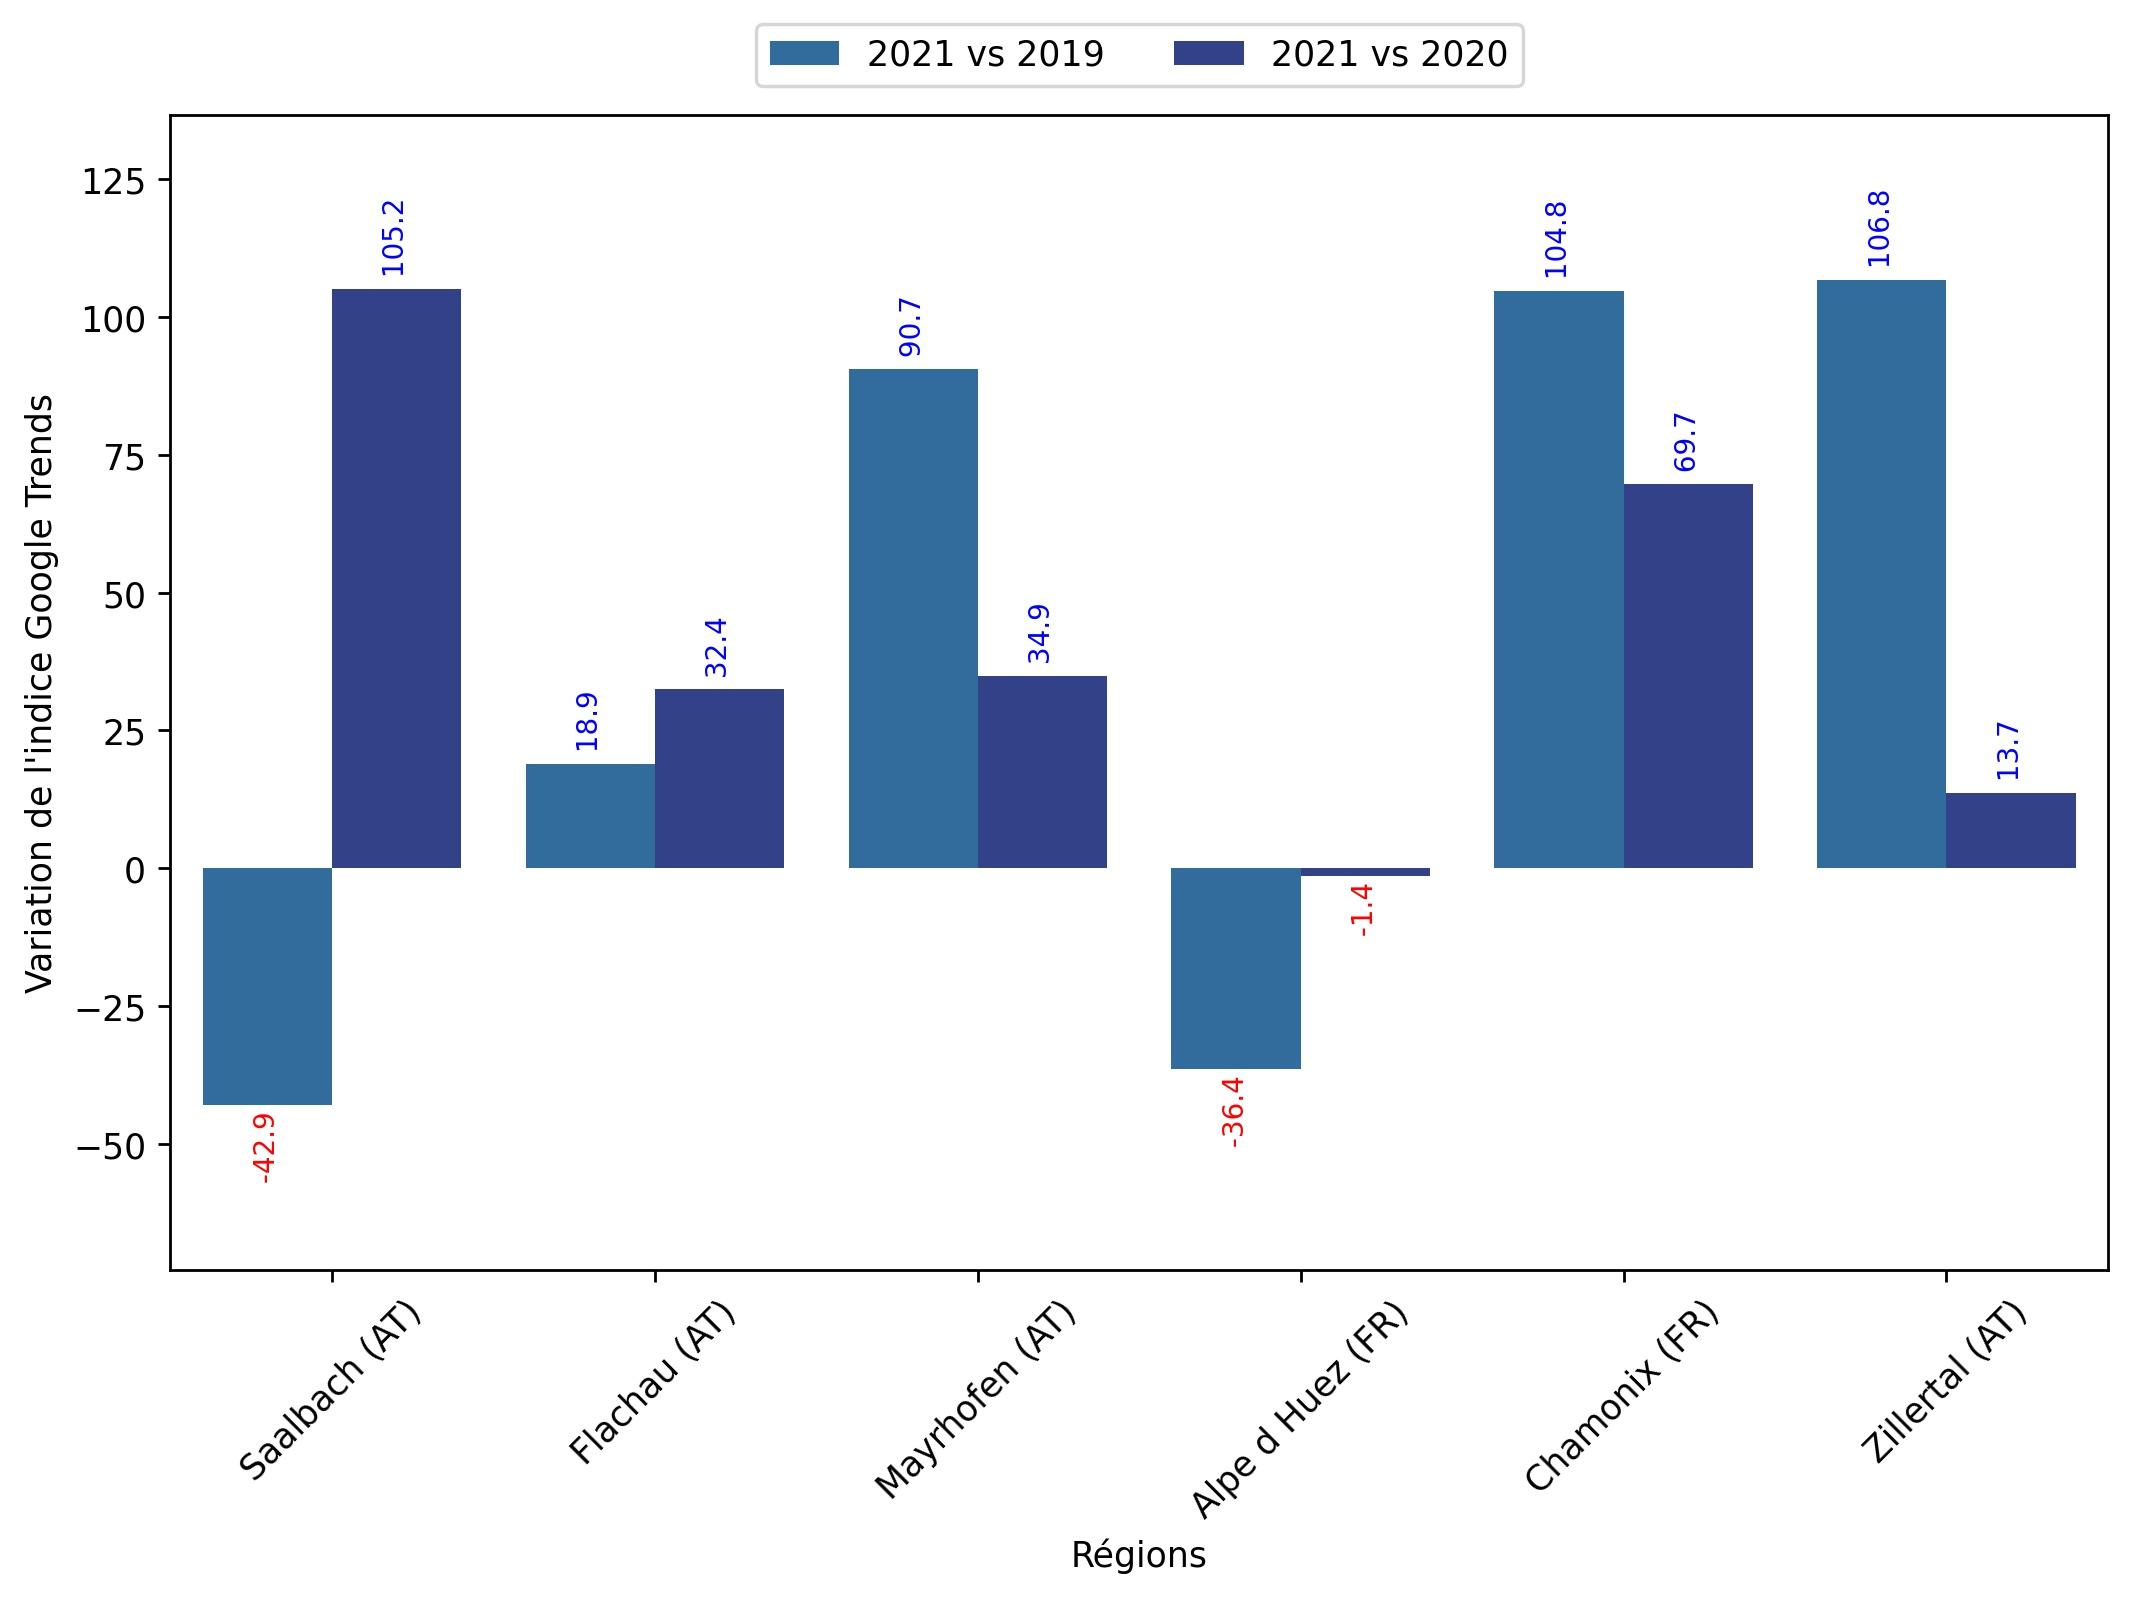 2021 vs 2019
2021 vs 2020
Variation de l'indice Google Trends
125
100
75
50
25
0
−25
−50
-42.9
105.2
18.9
32.4
90.7
34.9
-36.4
-1.4
104.8
69.7
106.8
13.7
Saalbach (AT)
Flachau (AT)
Mayrhofen (AT)
Alpe d Huez (FR)
Chamonix (FR)
Zillertal (AT)
Régions